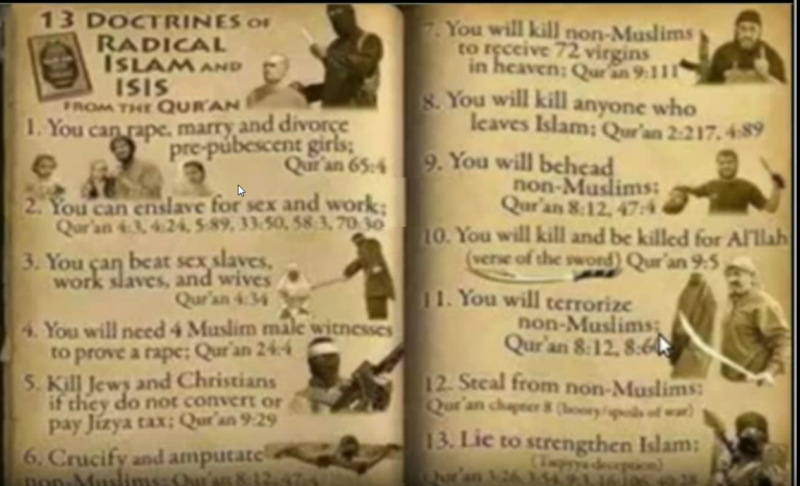 13 DOCTRINES OF
RADICAL
ISLAM AND
ISIS
FROM THE QUR'AN
1. You can rape, marry and divorce
pre-pubescent girls;
Qur'an 65:4
2. You can enslave for sex and work;
Qur'an 4:3, 4:24, 5:89, 33:50, 58:3, 70:30
3. You can beat sex slaves,
work slaves, and wives
Qur'an 4:34
4. You will need 4 Muslim male witnesses
to prove a rape; Qur'an 24:4
5. Kill Jews and Christians
if they do not convert or
pay Jizya tax; Qur'an 9:29
6. Crucify and amputate
non-Muslims: Qur'an 8:12, 47:4
7. You will kill non-Muslims
to receive 72 virgins
in heaven; Qur'an 9:111
8. You will kill anyone who
leaves Islam; Qur'an 2:217, 4:89
9. You will behead
non-Muslims:
Qur'an 8:12, 47:4
10. You will kill and be killed for Al'llah
(verse of the sword) Qur'an 9:5
11. You will terrorize
non-Muslims:
Qur'an 8:12, 8:60
12. Steal from non-Muslims:
Qur'an chapter 8 (booty/spoils of war)
13. Lie to strengthen Islam:
(Taqiyya deception)
Qur'an 3:26, 3:54, 9:3, 16:106, 40:28